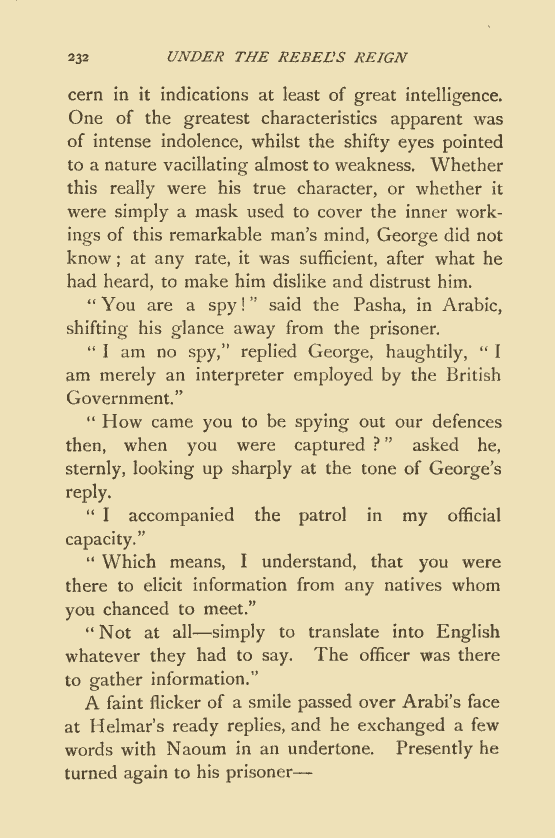 232 UNDER THE REBEL'S REIGN
cern in it indications at least of great intelligence.
One of the greatest characteristics apparent was
of intense indolence, whilst the shifty eyes pointed
to a nature vacillating almost to weakness. Whether
this really were his true character, or whether it
were simply a mask used to cover the inner work-
ings of this remarkable man's mind, George did not
know; at any rate, it was sufficient, after what he
had heard, to make him dislike and distrust him.
"You are a spy!" said the Pasha, in Arabic,
shifting his glance away from the prisoner.
"I am no spy," replied George, haughtily, "I
am merely an interpreter employed by the British
Government."
"How came you to be spying out our defences
then, when you were captured?" asked he,
sternly, looking up sharply at the tone of George's
reply.
"I accompanied the patrol in my official
capacity."
"Which means, I understand, that you were
there to elicit information from any natives whom
you chanced to meet."
"Not at all—simply to translate into English
whatever they had to say. The officer was there
to gather information."
A faint flicker of a smile passed over Arabi's face
at Helmar's ready replies, and he exchanged a few
words with Naoum in an undertone. Presently he
turned again to his prisoner—